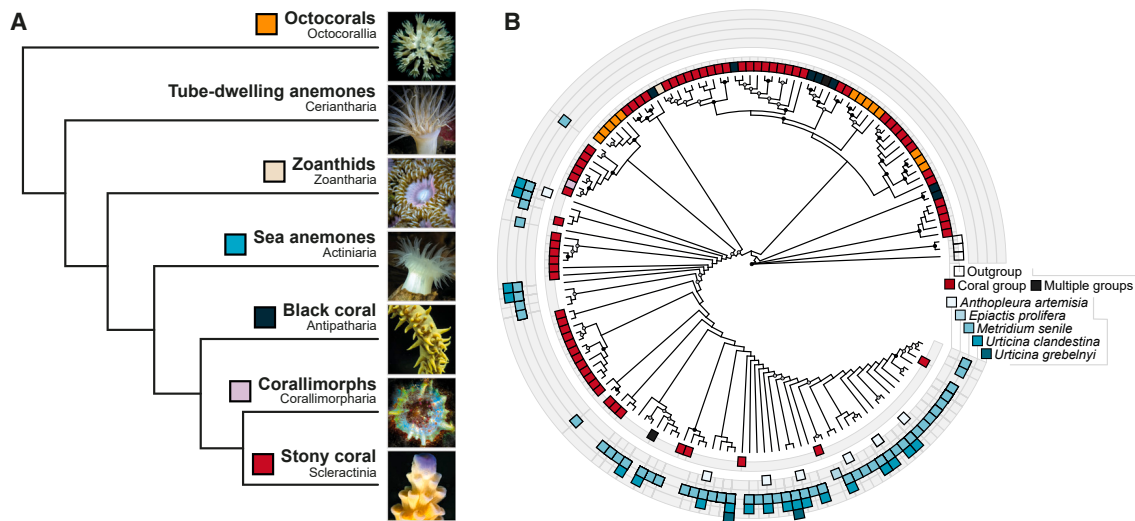 A
Octocorals
Octocorallia
Tube-dwelling anemones
Ceriantharia
Zoanthids
Zoantharia
Sea anemones
Actiniaria
Black coral
Antipatharia
Corallimorphs
Corallimorpharia
Stony coral
Scleractinia
B
Outgroup
Coral group Multiple groups
Anthopleura artemisia
Epiactis prolifera
Metridium senile
Urticina clandestina
Urticina grebelnyi